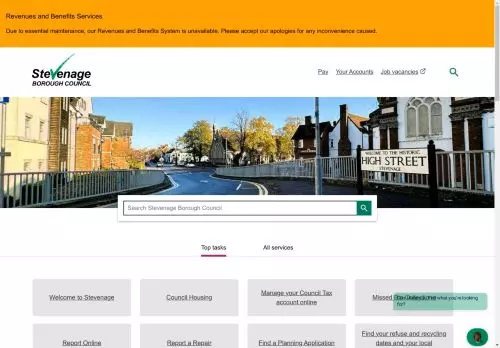 Revenues and Benefits Services
Due to essential maintenance, our Revenues and Benefits System is unavailable. Please accept our apologies for any inconvenience caused.
Stevenage
BOROUGH COUNCIL
Pay
Your Accounts
Job vacancies
WELCOME TO THE HISTORIC
HIGH STREET
STEVENAGE
Search Stevenage Borough Council
Top tasks
All services
Welcome to Stevenage
Council Housing
Manage your Council Tax
account online
Missed
what you're looking
for?
Report Online
Report a Repair
Find a Planning Application
Find your refuse and recycling
dates and your local